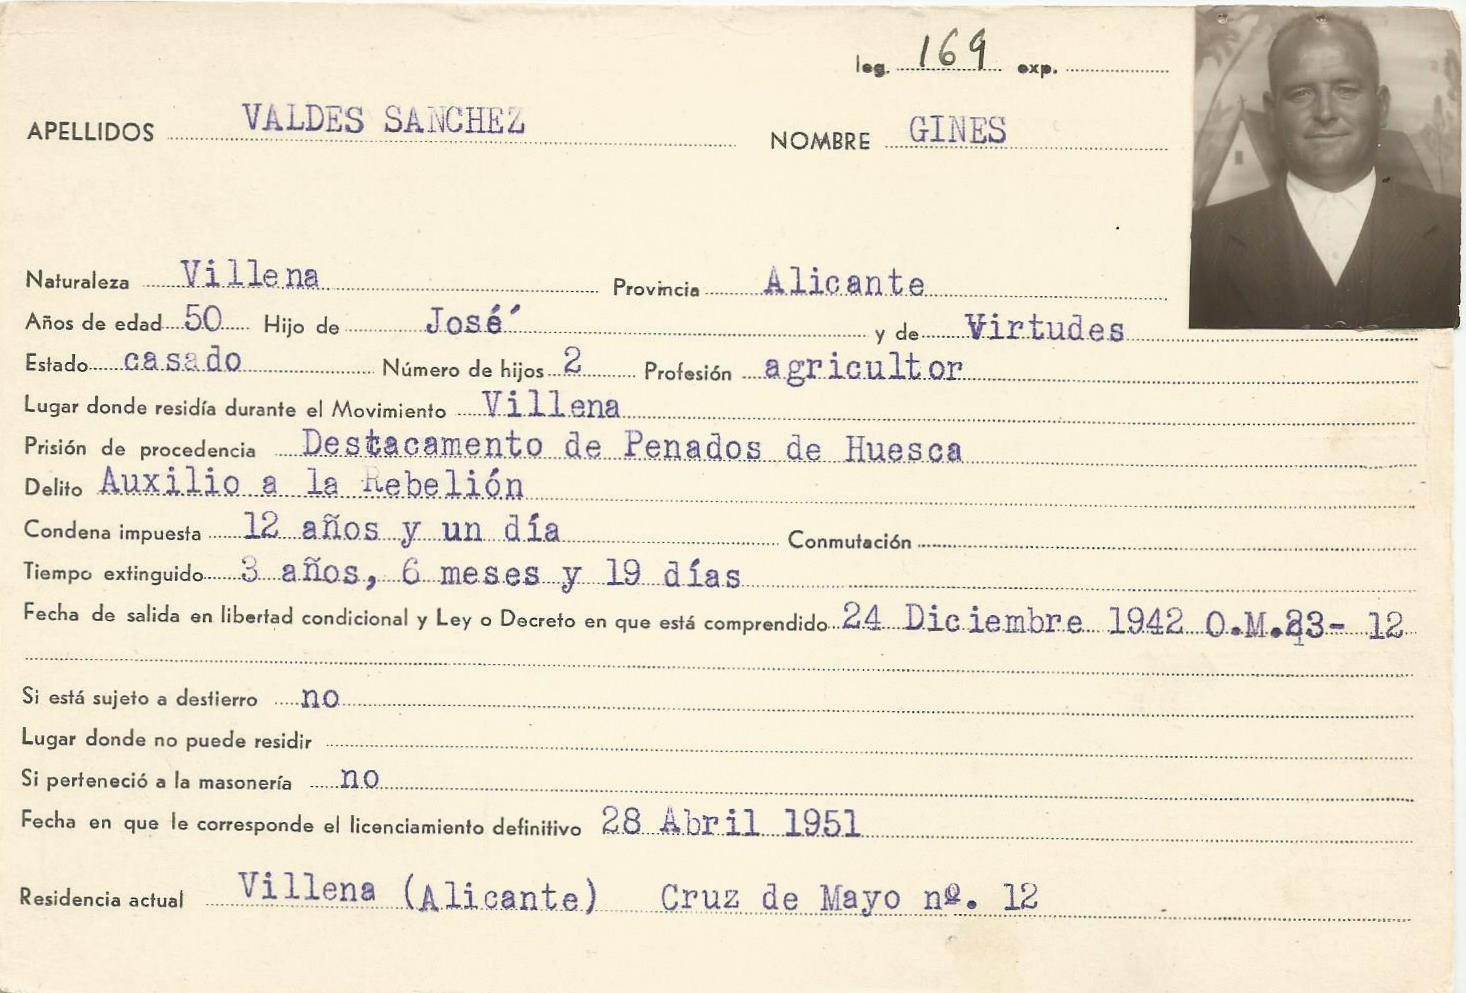 leg. 169 exp.
APELLIDOS VALDES SANCHEZ NOMBRE GINES
Naturaleza Villena Provincia Alicante
Años de edad 50 Hijo de José y de Virtudes
Estado casado Número de hijos 2 Profesión agricultor
Lugar donde residía durante el Movimiento Villena
Prisión de procedencia Destacamento de Penados de Huesca
Delito Auxilio a la Rebelión
Condena impuesta 12 años y un día Conmutación
Tiempo extinguido 3 años, 6 meses y 19 días
Fecha de salida en libertad condicional y Ley o Decreto en que está comprendido 24 Diciembre 1942 O.M.23- 12
Si está sujeto a destierro no
Lugar donde no puede residir
Si perteneció a la masonería no
Fecha en que le corresponde el licenciamiento definitivo 28 Abril 1951
Residencia actual Villena (Alicante) Cruz de Mayo nº. 12